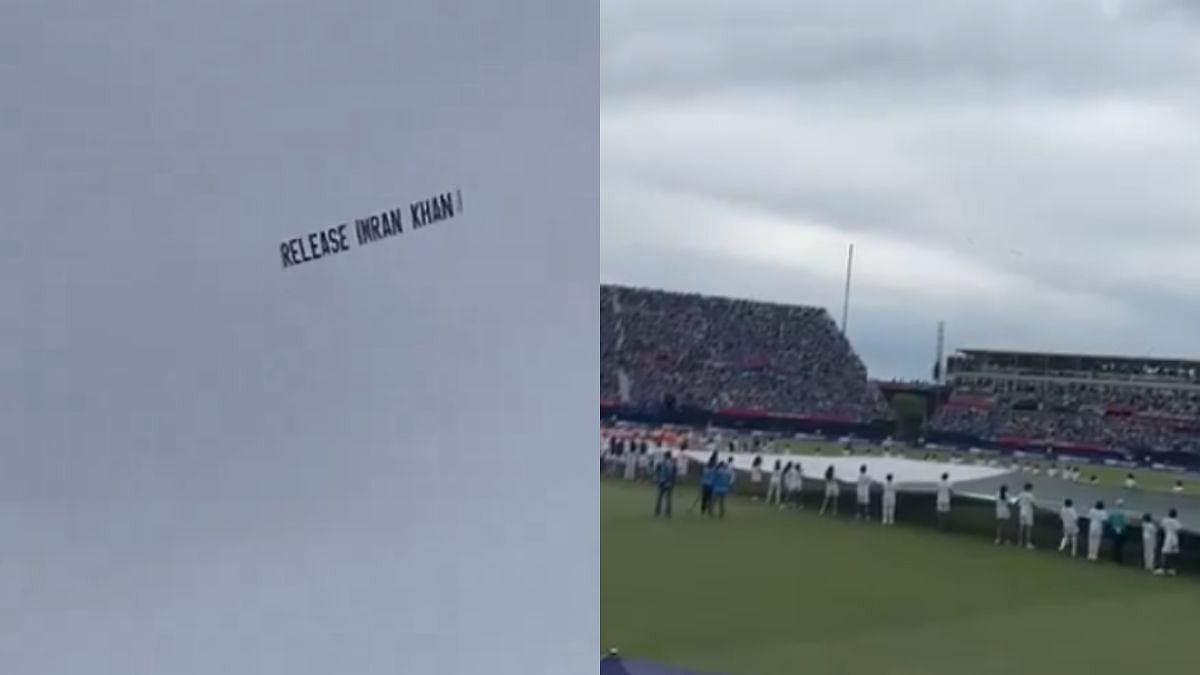 RELEASE IMRAN KHAN